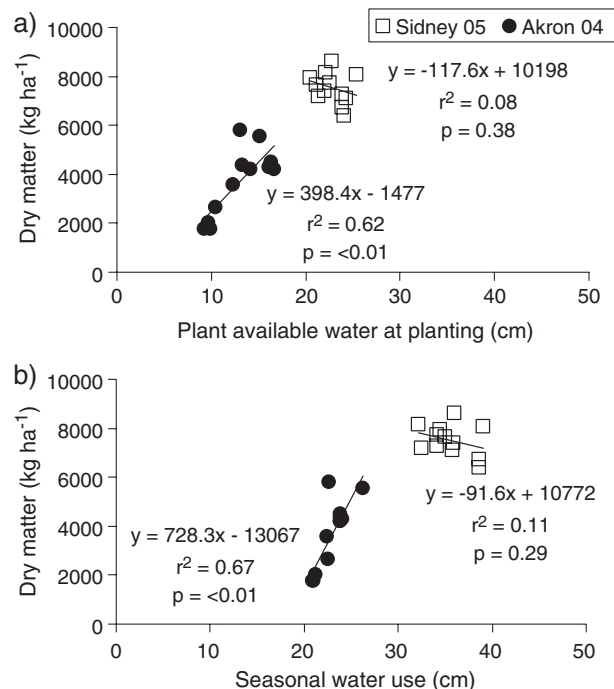 a)
□ Sidney 05 ● Akron 04
10000
8000
6000
4000
2000
0
Dry matter (kg ha⁻¹)
y = -117.6x + 10198
r² = 0.08
p = 0.38
y = 398.4x - 1477
r² = 0.62
p = <0.01
0 10 20 30 40 50
Plant available water at planting (cm)
b)
10000
8000
6000
4000
2000
0
Dry matter (kg ha⁻¹)
y = -91.6x + 10772
r² = 0.11
p = 0.29
y = 728.3x - 13067
r² = 0.67
p = <0.01
0 10 20 30 40 50
Seasonal water use (cm)